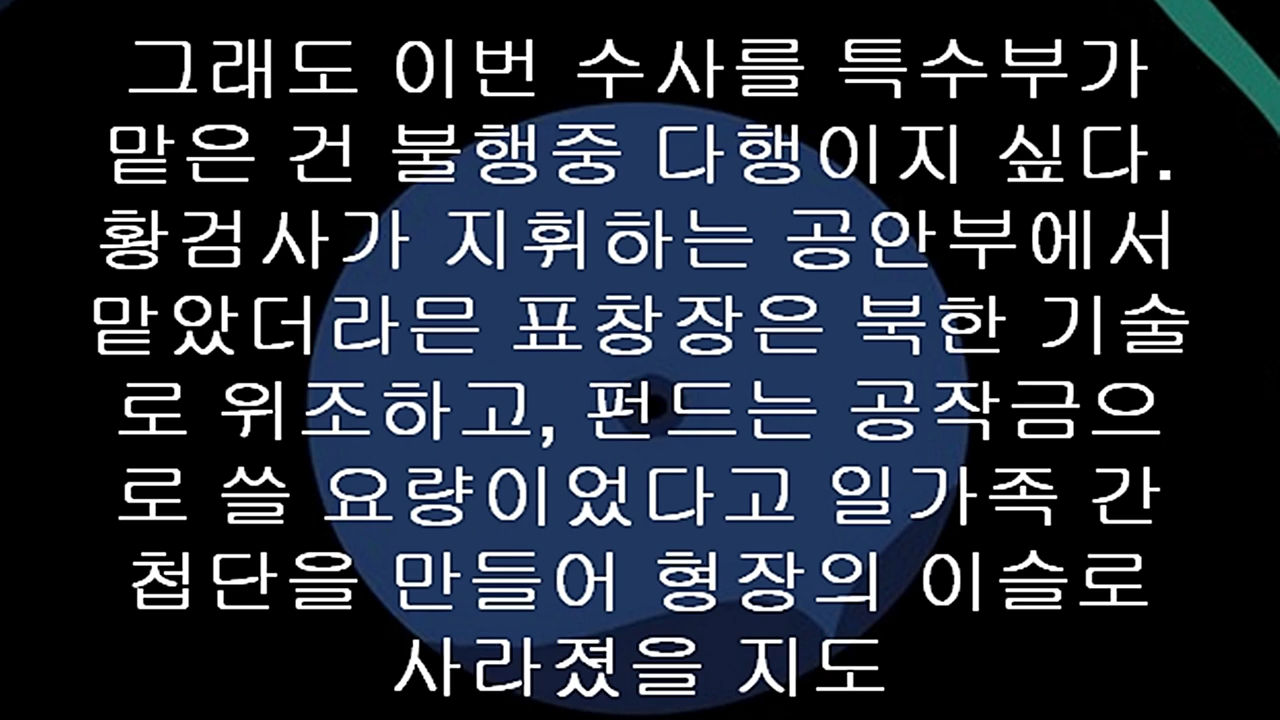 그래도 이번 수사를 특수부가
맡은 건 불행중 다행이지 싶다.
황검사가 지휘하는 공안부에서
맡았더라믄 표창장은 북한 기술
로 위조하고, 펀드는 공작금으
로 쓸 요량이었다고 일가족 간
첩단을 만들어 형장의 이슬로
사라졌을 지도